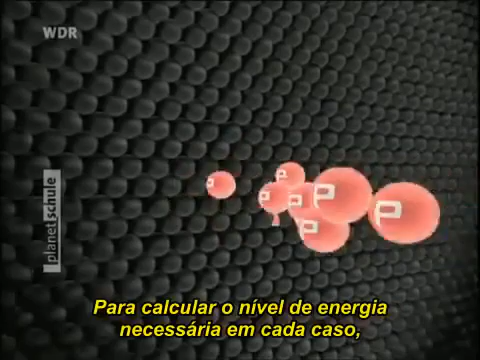 WDR
planet schule
P
P
P
P
P
P
P
Para calcular o nível de energia
necessária em cada caso,